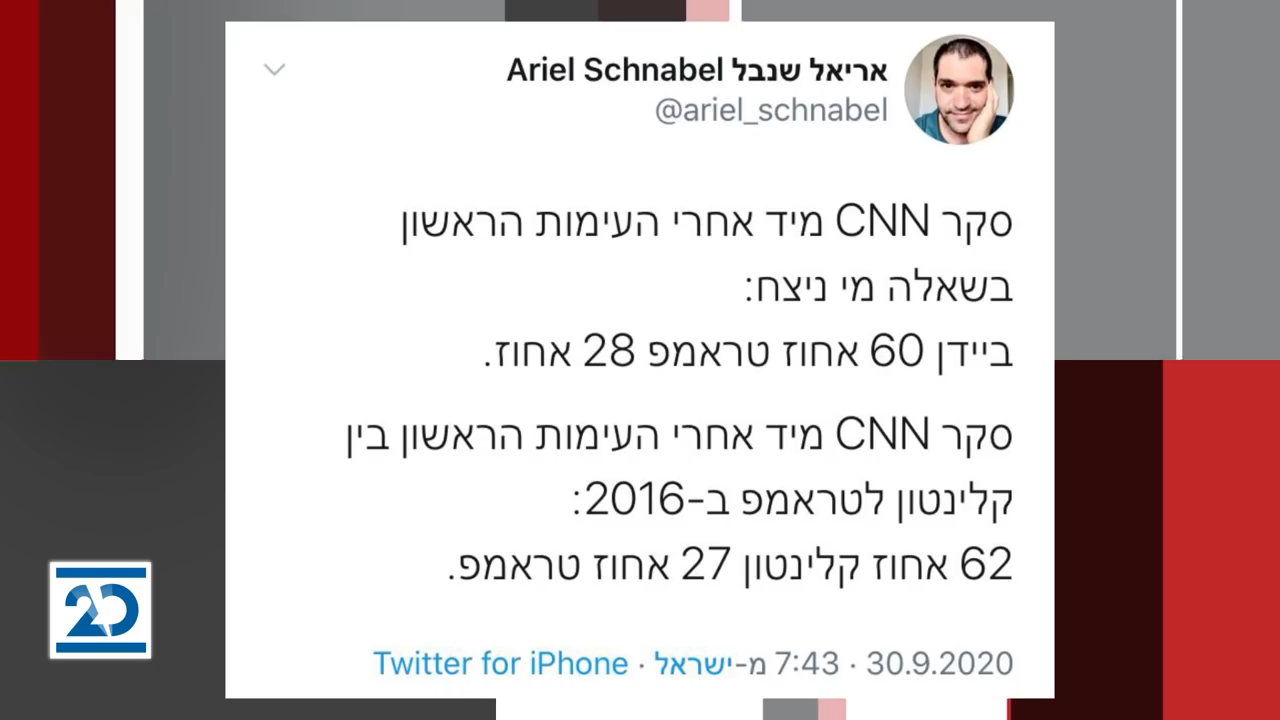 אריאל שנבל Ariel Schnabel
@ariel_schnabel
סקר CNN מיד אחרי העימות הראשון
בשאלה מי ניצח:
ביידן 60 אחוז טראמפ 28 אחוז.
סקר CNN מיד אחרי העימות הראשון בין
קלינטון לטראמפ ב-2016:
62 אחוז קלינטון 27 אחוז טראמפ.
30.9.2020 · 7:43 מ-ישראל · Twitter for iPhone
20